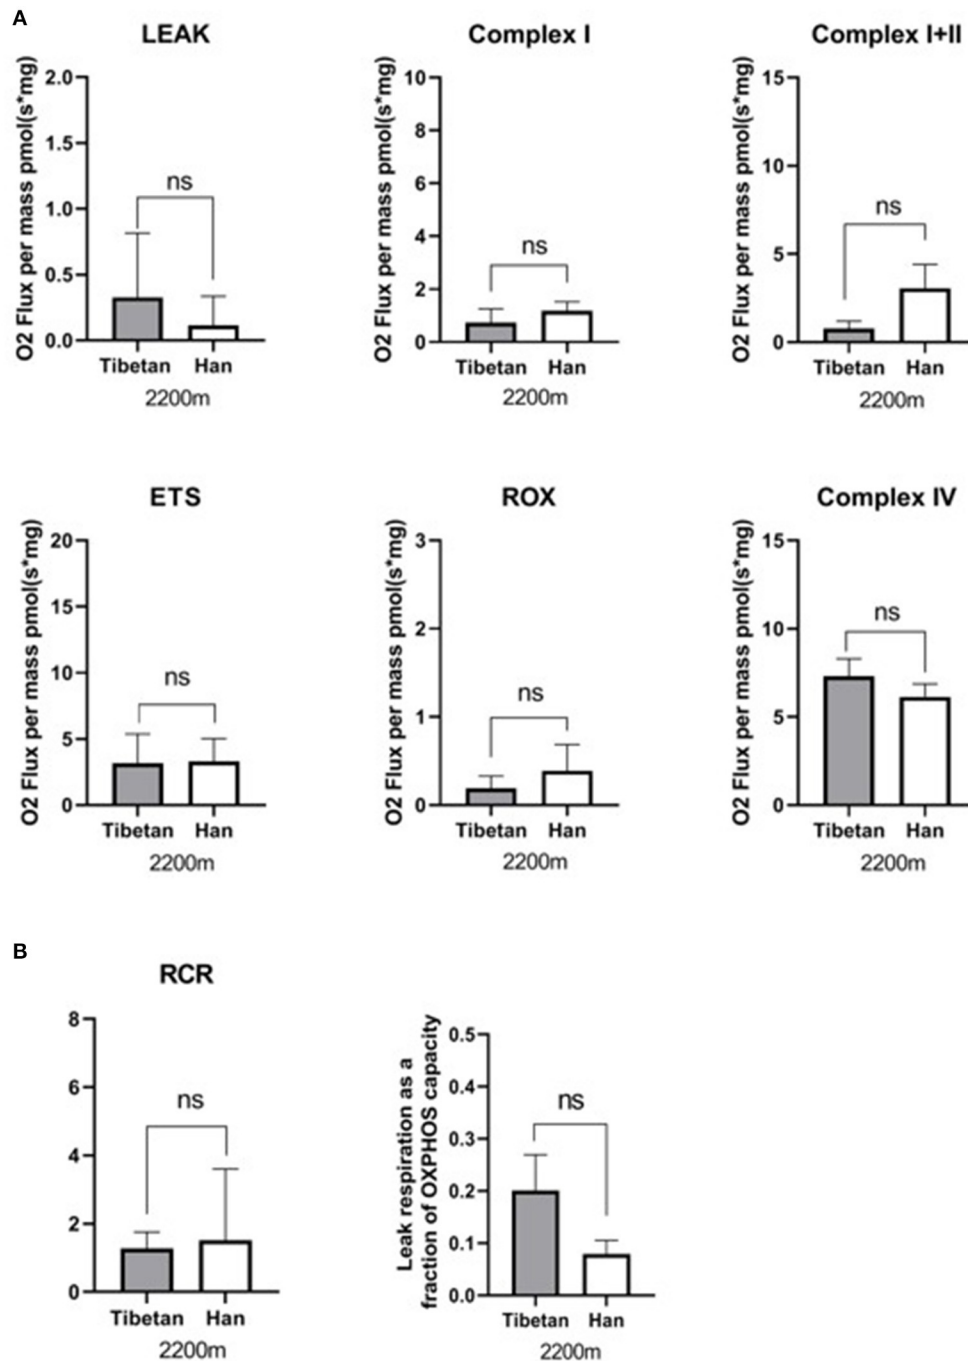 A
LEAK
O2 Flux per mass pmol(s*mg)
2.0
1.5
1.0
0.5
0.0
ns
Tibetan Han
2200m
Complex I
O2 Flux per mass pmol(s*mg)
10
8
6
4
2
0
ns
Tibetan Han
2200m
Complex I+II
O2 Flux per mass pmol(s*mg)
15
10
5
0
ns
Tibetan Han
2200m
ETS
O2 Flux per mass pmol(s*mg)
20
15
10
5
0
ns
Tibetan Han
2200m
ROX
O2 Flux per mass pmol(s*mg)
3
2
1
0
ns
Tibetan Han
2200m
Complex IV
O2 Flux per mass pmol(s*mg)
15
10
5
0
ns
Tibetan Han
2200m
B
RCR
8
6
4
2
0
ns
Tibetan Han
2200m
Leak respiration as a
fraction of OXPHOS capacity
0.5
0.4
0.3
0.2
0.1
0.0
ns
Tibetan Han
2200m